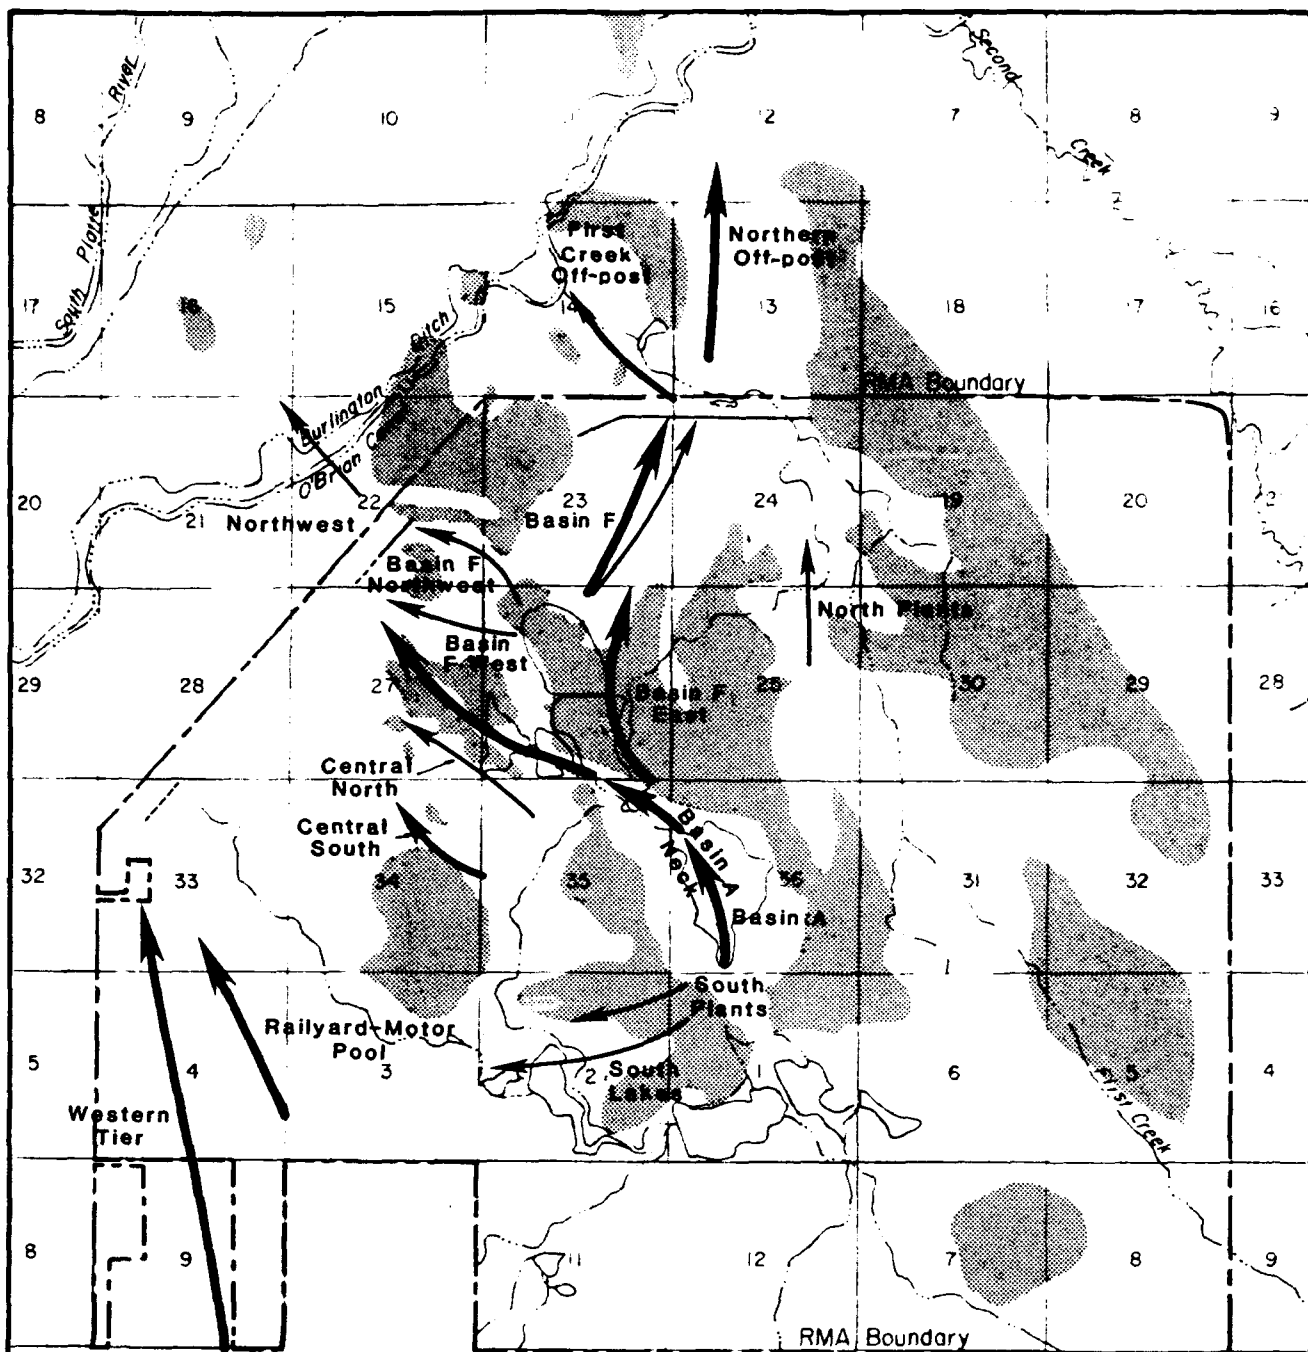 8
9
10
12
7
8
9
River
South Platte
Second
Creek
First
Creek
Off-post
Northern
Off-post
17
16
15
14
13
18
17
16
Ditch
Burlington
O'Brian
RMA Boundary
20
21
22
23
24
19
20
Northwest
Basin F
Basin F
Northwest
North Plants
Basin
F-West
29
28
27
Basin F
East
25
30
29
28
Central
North
Central
South
Basin A
Neck
32
33
34
35
36
31
32
33
Basin A
South
Plants
Railyard-Motor
Pool
5
4
3
2
1
6
5
4
South
Lakes
First Creek
Western
Tier
8
9
11
12
7
8
9
RMA Boundary